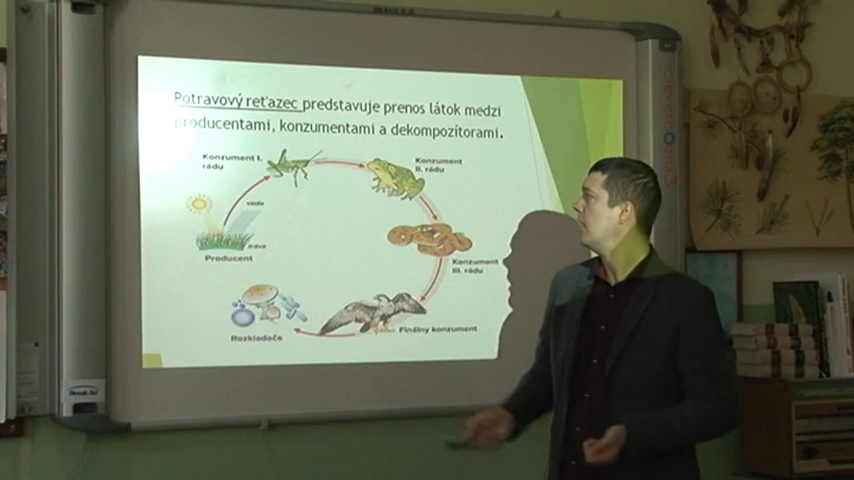 Potravový reťazec predstavuje prenos látok medzi
producentami, konzumentami a dekompozítorami.
Konzument I.
rádu
Konzument
II. rádu
voda
tráva
Producent
Konzument
III. rádu
Finálny konzument
Rozkladače